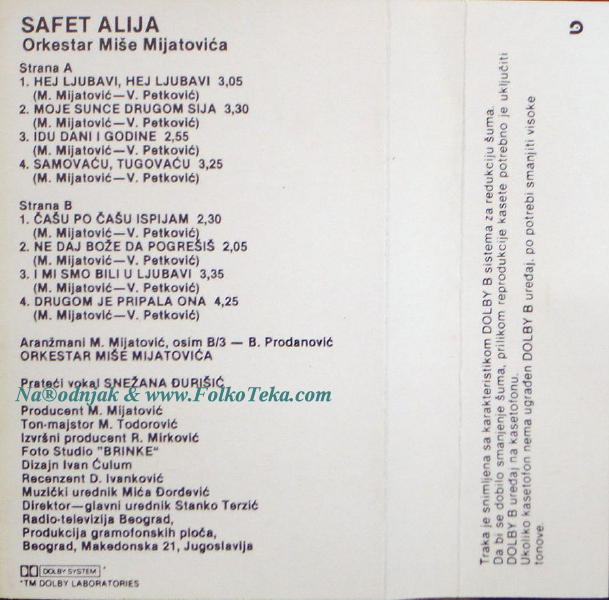 SAFET ALIJA
Orkestar Miše Mijatovića
Strana A
1. HEJ LJUBAVI, HEJ LJUBAVI 3,05
(M. Mijatović—V. Petković)
2. MOJE SUNCE DRUGOM SIJA 3,30
(M. Mijatović—V. Petković)
3. IDU DANI I GODINE 2,55
(M. Mijatović—V. Petković)
4. SAMOVAĆU, TUGOVAĆU 3,25
(M. Mijatović—V. Petković)
Strana B
1. ČAŠU PO ČAŠU ISPIJAM 2,30
(M. Mijatović—V. Petković)
2. NE DAJ BOŽE DA POGREŠIŠ 2,05
(M. Mijatović—V. Petković)
3. I MI SMO BILI U LJUBAVI 3,35
(M. Mijatović—V. Petković)
4. DRUGOM JE PRIPALA ONA 4,25
(M. Mijatović—V. Petković)
Aranžmani M. Mijatović, osim B/3 — B. Prodanović
ORKESTAR MIŠE MIJATOVIĆA
Prateći vokal SNEŽANA ĐURIŠIĆ
Na®odnjak & www.FolkoTeka.com
Producent M. Mijatović
Ton-majstor M. Todorović
Izvršni producent R. Mirković
Foto Studio "BRINKE"
Dizajn Ivan Ćulum
Recenzent D. Ivanković
Muzički urednik Mića Đorđević
Direktor—glavni urednik Stanko Terzić
Radio-televizija Beograd,
Produkcija gramofonskih ploča,
Beograd, Makedonska 21, Jugoslavija
DOLBY SYSTEM *
*TM DOLBY LABORATORIES
Traka je snimljena sa karakteristikom DOLBY B sistema za redukciju šuma.
Da bi se dobilo smanjenje šuma, prilikom reprodukcije kasete potrebno je uključiti
DOLBY B uređaj na kasetofonu.
Ukoliko kasetofon nema ugrađen DOLBY B uređaj, po potrebi smanjiti visoke
tonove.